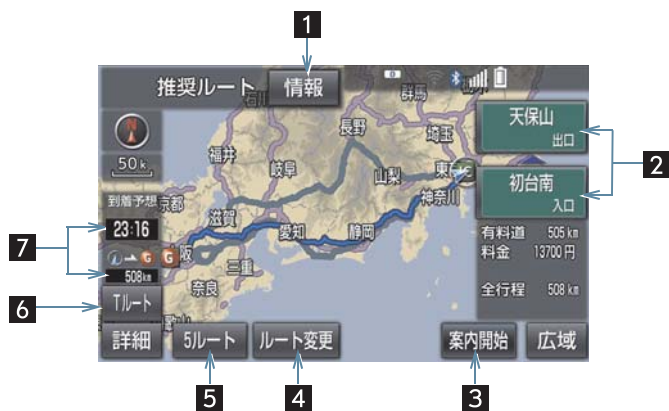 1
推奨ルート 情報
群馬
天保山
出口
長野
埼玉
2
福井
岐阜
50k
山梨
東
初台南
入口
到着予想
京都
神奈川
23:16
滋賀
愛知
静岡
有料道 505km
料金 13700円
7
G G
阪
三重
508km
奈良
全行程 508km
6
Tルート
詳細 5ルート ルート変更 案内開始 広域
5 4 3